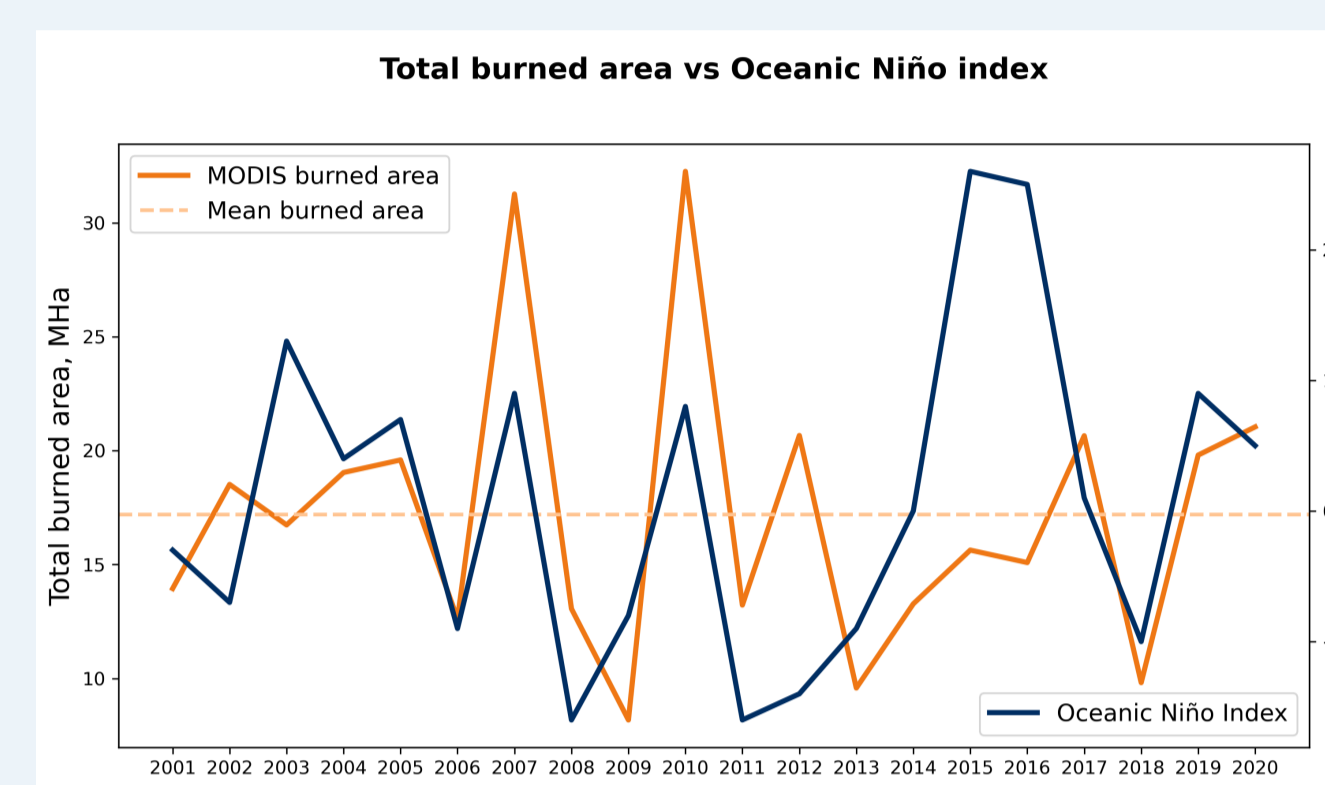 Total burned area vs Oceanic Niño index
MODIS burned area
Mean burned area
Total burned area, MHa
30
25
20
15
10
Oceanic Niño Index
2001 2002 2003 2004 2005 2006 2007 2008 2009 2010 2011 2012 2013 2014 2015 2016 2017 2018 2019 2020